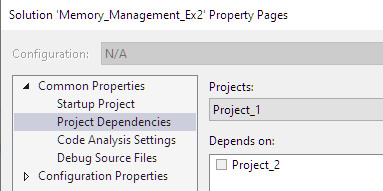 Solution 'Memory_Management_Ex2' Property Pages
Configuration: N/A
Common Properties
Startup Project
Project Dependencies
Code Analysis Settings
Debug Source Files
Configuration Properties
Projects:
Project_1
Depends on:
Project_2